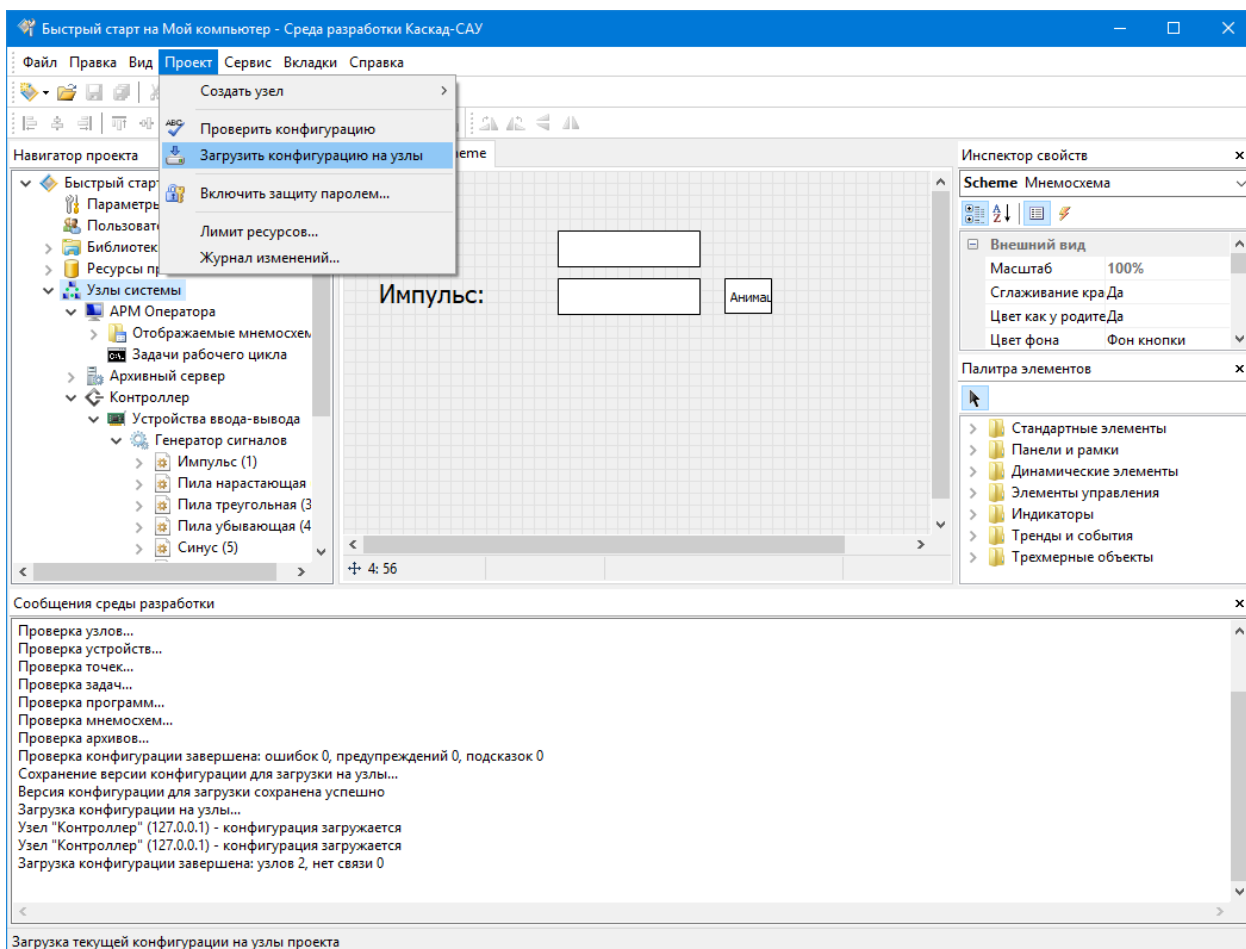 Быстрый старт на Мой компьютер - Среда разработки Каскад-САУ
Файл Правка Вид Проект Сервис Вкладки Справка
Создать узел
Проверить конфигурацию
Загрузить конфигурацию на узлы
Включить защиту паролем...
Лимит ресурсов...
Журнал изменений...
Навигатор проекта
Быстрый стар
Параметры
Пользоват
Библиотек
Ресурсы п
Узлы системы
АРМ Оператора
Отображаемые мнемосхем
Задачи рабочего цикла
Архивный сервер
Контроллер
Устройства ввода-вывода
Генератор сигналов
Импульс (1)
Пила нарастающая
Пила треугольная (3
Пила убывающая (4
Синус (5)
eme
Импульс:
Анимац
4: 56
Инспектор свойств
Scheme Мнемосхема
Внешний вид
Масштаб 100%
Сглаживание кра Да
Цвет как у родите Да
Цвет фона Фон кнопки
Палитра элементов
Стандартные элементы
Панели и рамки
Динамические элементы
Элементы управления
Индикаторы
Тренды и события
Трехмерные объекты
Сообщения среды разработки
Проверка узлов...
Проверка устройств...
Проверка точек...
Проверка задач...
Проверка программ...
Проверка мнемосхем...
Проверка архивов...
Проверка конфигурации завершена: ошибок 0, предупреждений 0, подсказок 0
Сохранение версии конфигурации для загрузки на узлы...
Версия конфигурации для загрузки сохранена успешно
Загрузка конфигурации на узлы...
Узел "Контроллер" (127.0.0.1) - конфигурация загружается
Узел "Контроллер" (127.0.0.1) - конфигурация загружается
Загрузка конфигурации завершена: узлов 2, нет связи 0
Загрузка текущей конфигурации на узлы проекта